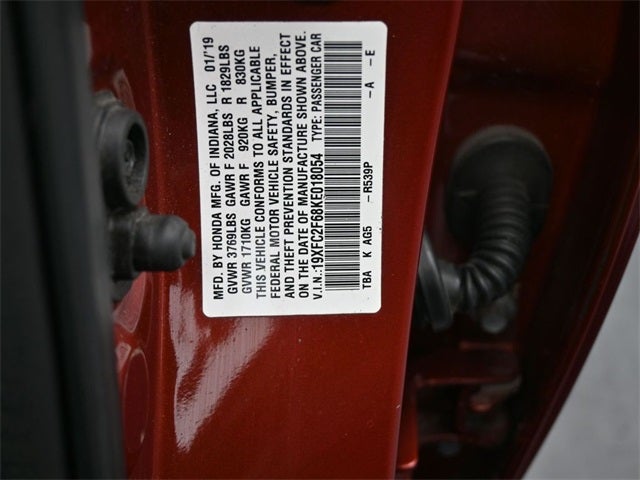 MFD. BY HONDA MFG. OF INDIANA, LLC 01/'19
GVWR 3769LBS GAWR F 2028LBS R 1829LBS
GVWR 1710KG GAWR F 920KG R 830KG
THIS VEHICLE CONFORMS TO ALL APPLICABLE
FEDERAL MOTOR VEHICLE SAFETY, BUMPER,
AND THEFT PREVENTION STANDARDS IN EFFECT
ON THE DATE OF MANUFACTURE SHOWN ABOVE.
V.I.N.:19XFC2F68KE018054 TYPE: PASSENGER CAR
TBA K AG5 -R539P -A -E